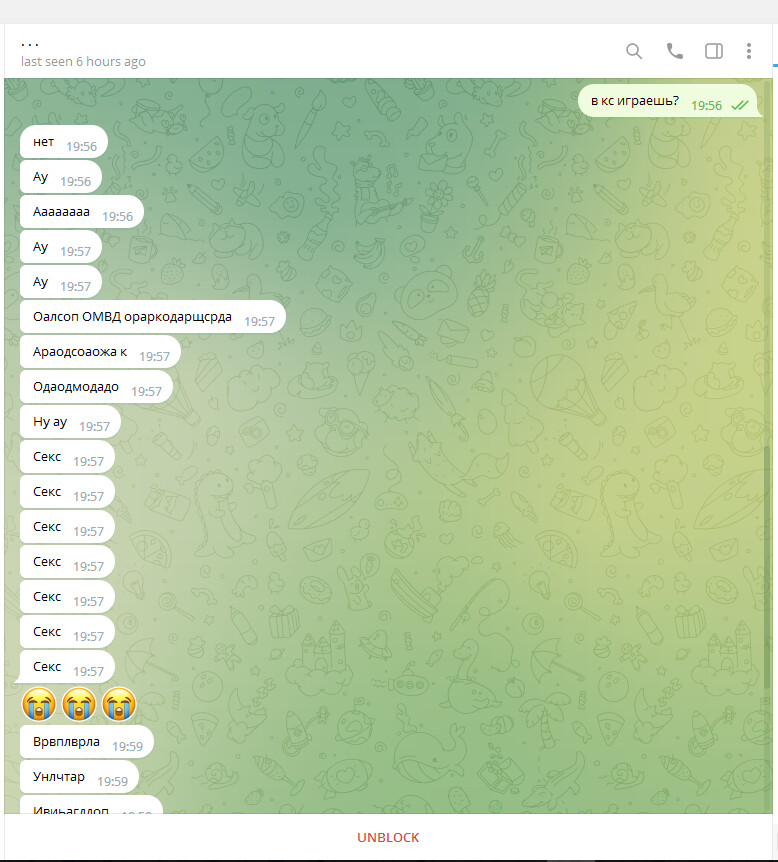 ...
last seen 6 hours ago
в кс играешь? 19:56
нет 19:56
Ау 19:56
Аааааааа 19:56
Ау 19:57
Ау 19:57
Оалсоп ОМВД ораркодарщсрда 19:57
Араодсоаожа к 19:57
Одаодмодадо 19:57
Ну ау 19:57
Секс 19:57
Секс 19:57
Секс 19:57
Секс 19:57
Секс 19:57
Секс 19:57
Секс 19:57
😭😭😭
Врвплврла 19:59
Унлчтар 19:59
UNBLOCK